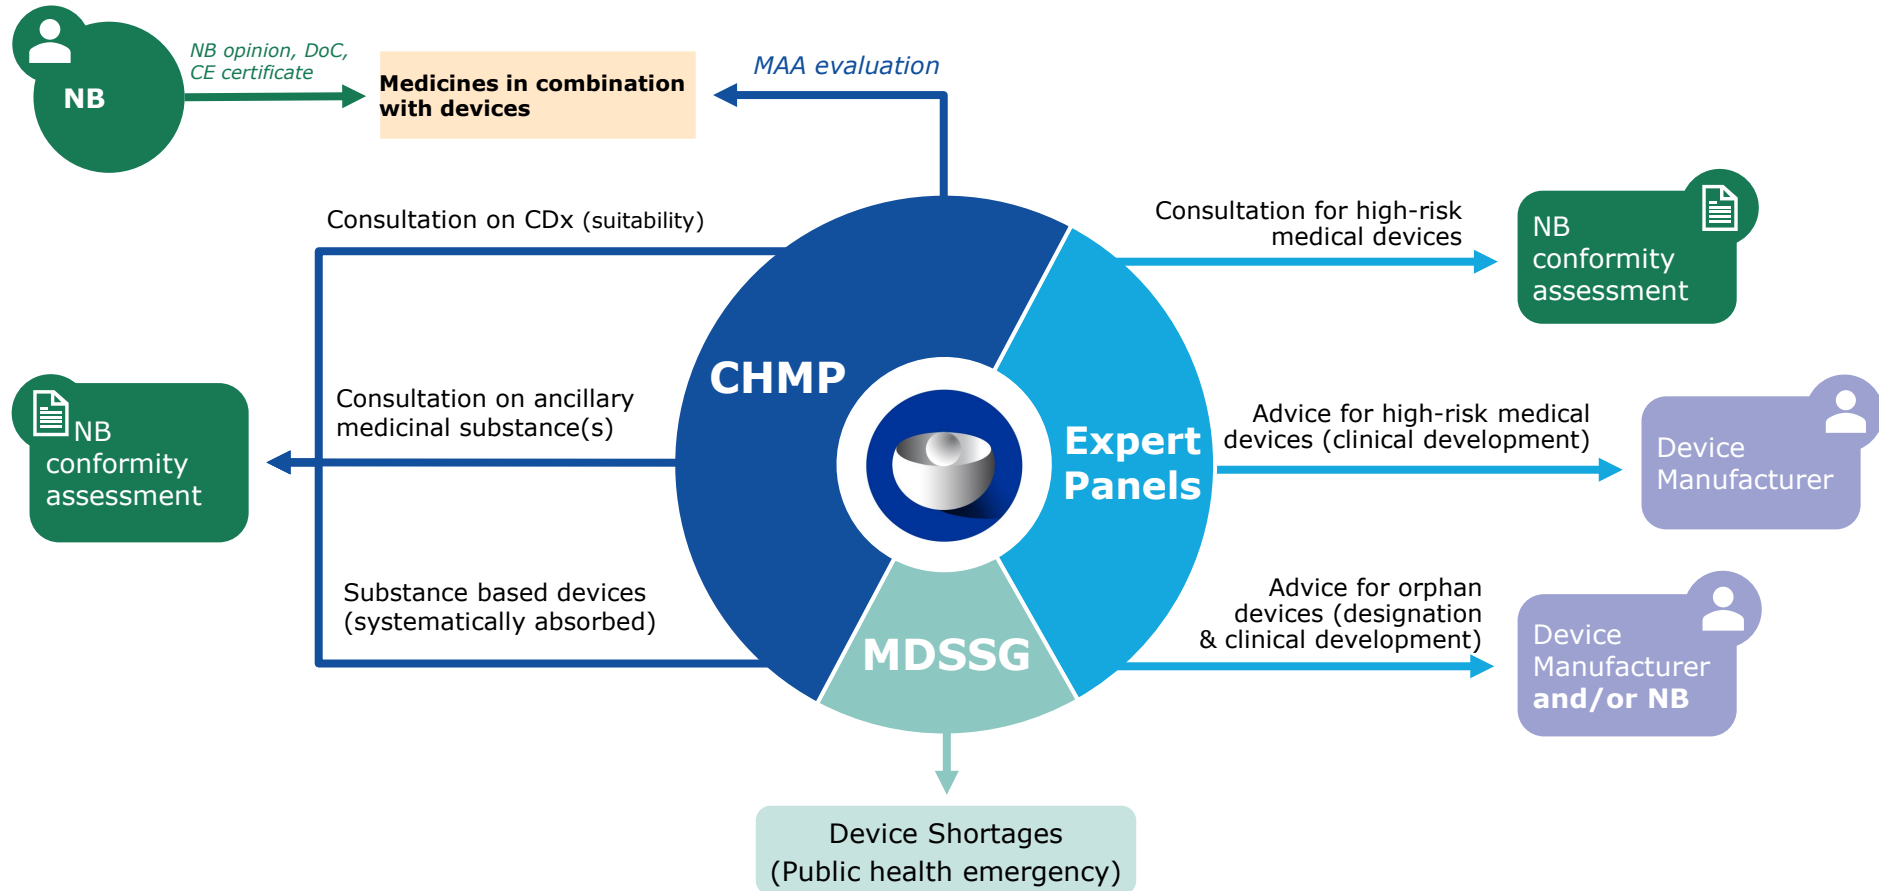 NB
NB opinion, DoC,
CE certificate
Medicines in combination
with devices
MAA evaluation
Consultation on CDx (suitability)
Consultation for high-risk
medical devices
NB
conformity
assessment
CHMP
Consultation on ancillary
medicinal substance(s)
NB
conformity
assessment
Expert
Panels
Advice for high-risk medical
devices (clinical development)
Device
Manufacturer
Substance based devices
(systematically absorbed)
MDSSG
Advice for orphan
devices (designation
& clinical development)
Device
Manufacturer
and/or NB
Device Shortages
(Public health emergency)